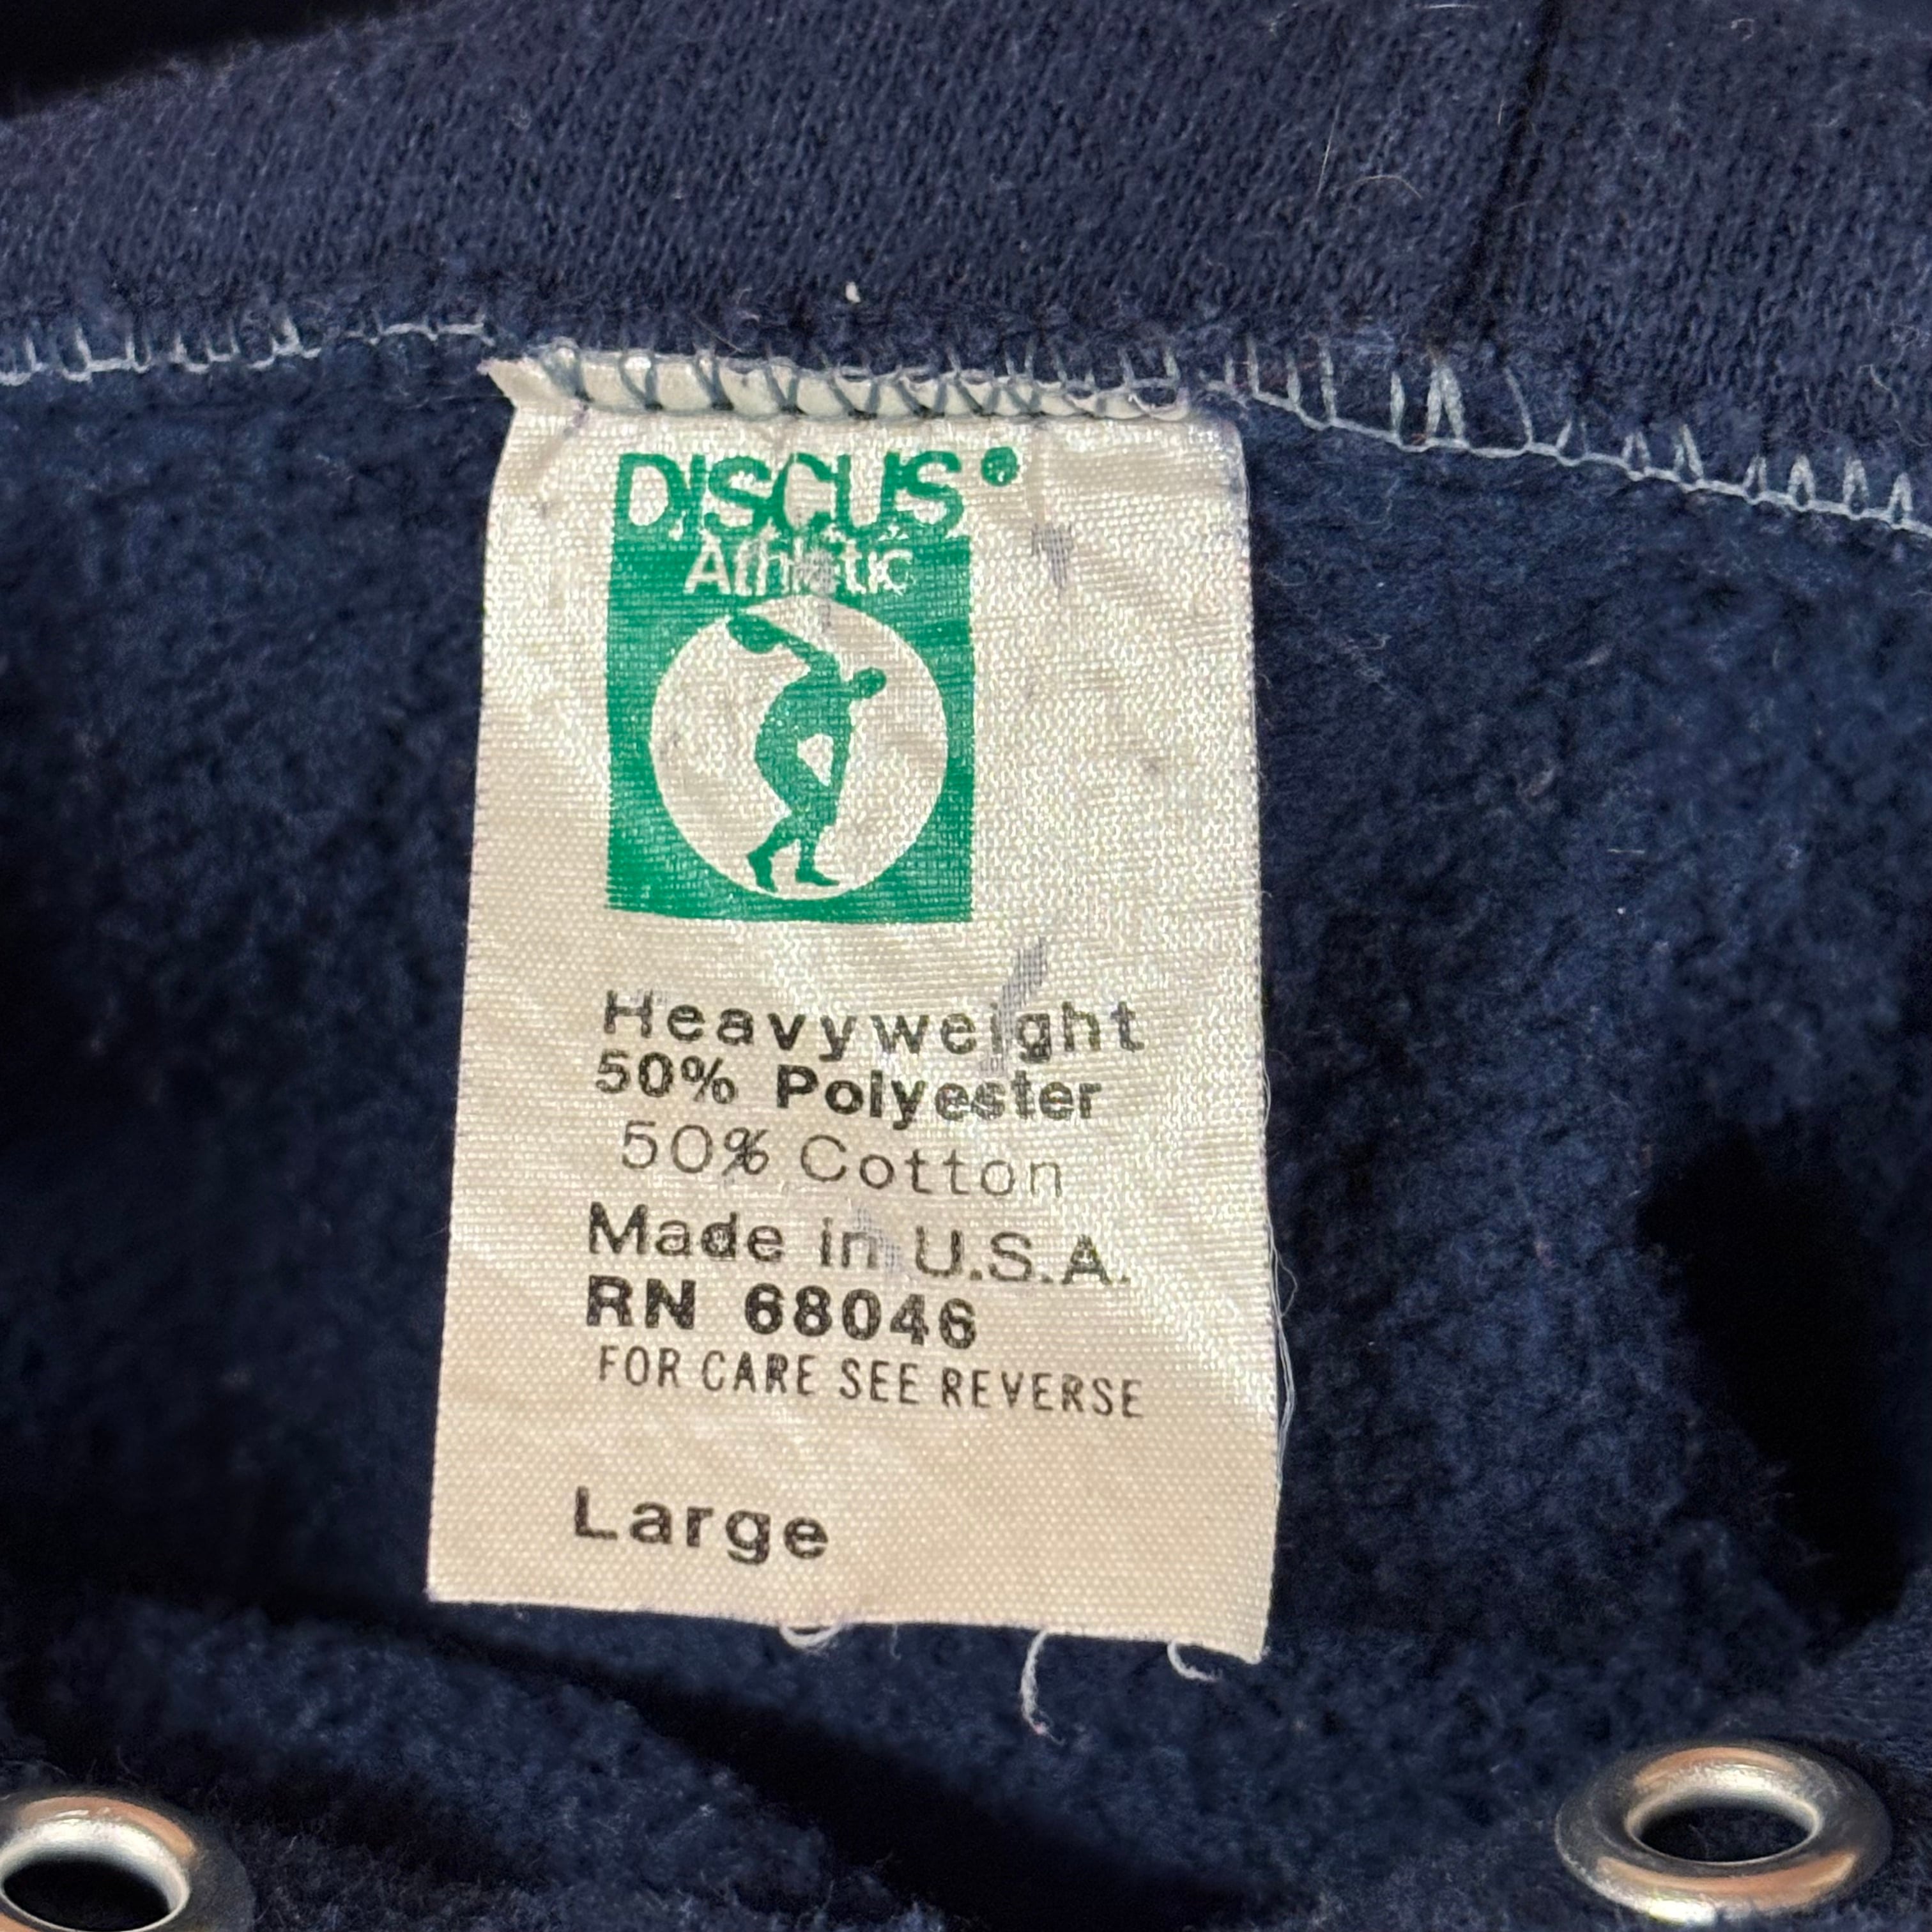 DISCUS®
Athletic
Heavyweight
50% Polyester
50% Cotton
Made in U.S.A.
RN 68046
FOR CARE SEE REVERSE
Large